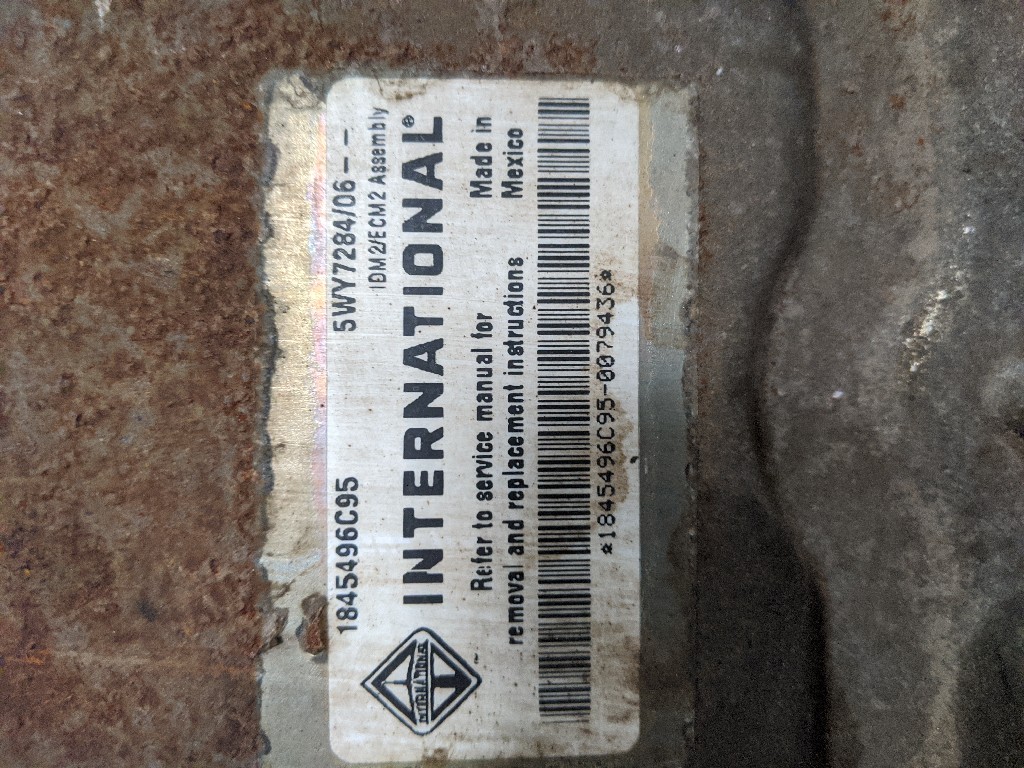 1845496C95 5WY7284/06 - -
IDM2/ECM2 Assembly
INTERNATIONAL®
INTERNATIONAL
Refer to service manual for
removal and replacement instructions
Made in
Mexico
*1845496C95-0079436*